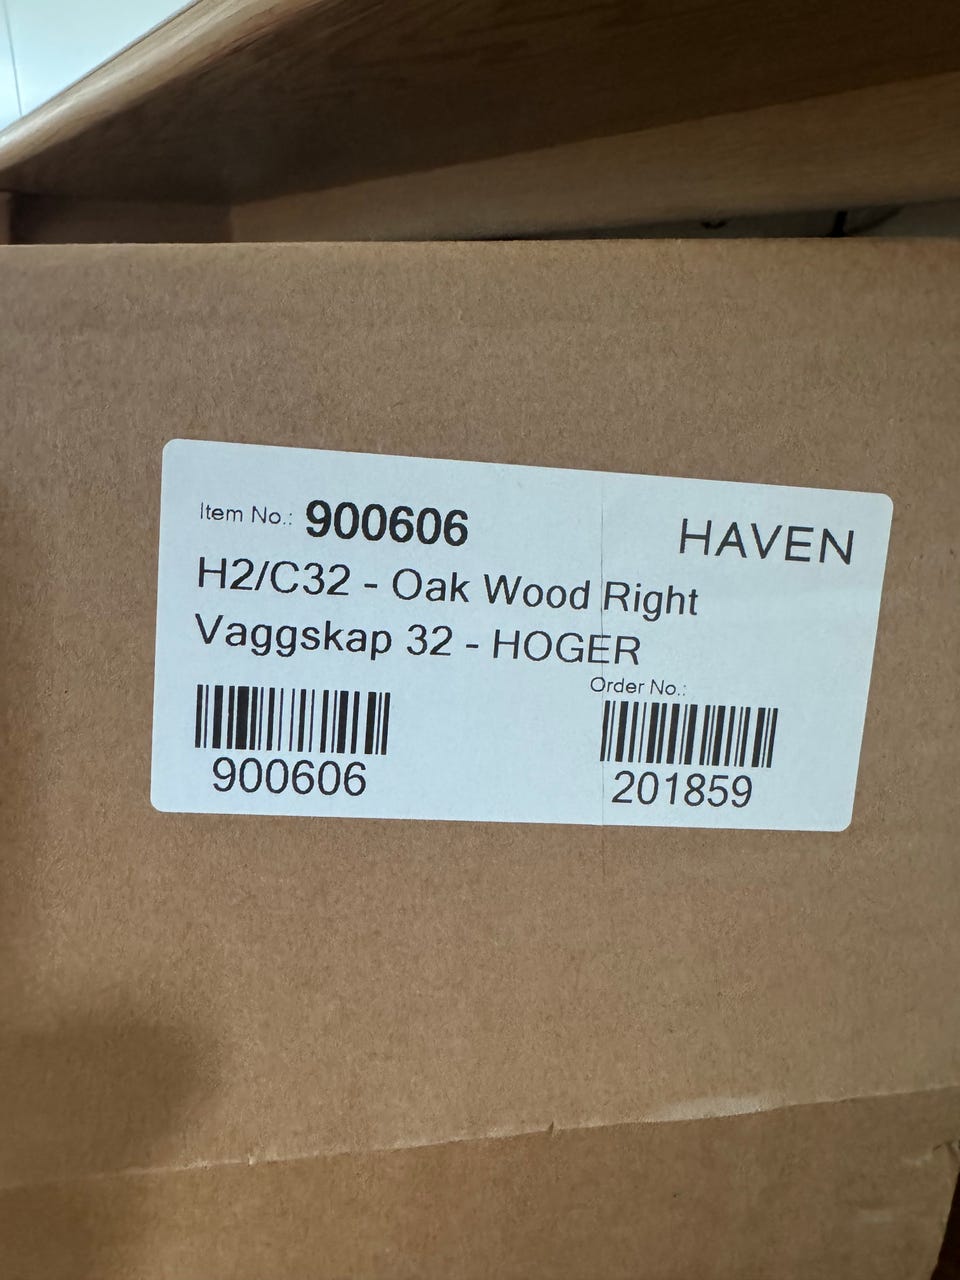 Item No.: 900606
HAVEN
H2/C32 - Oak Wood Right
Vaggskap 32 - HOGER
Order No.:
900606
201859